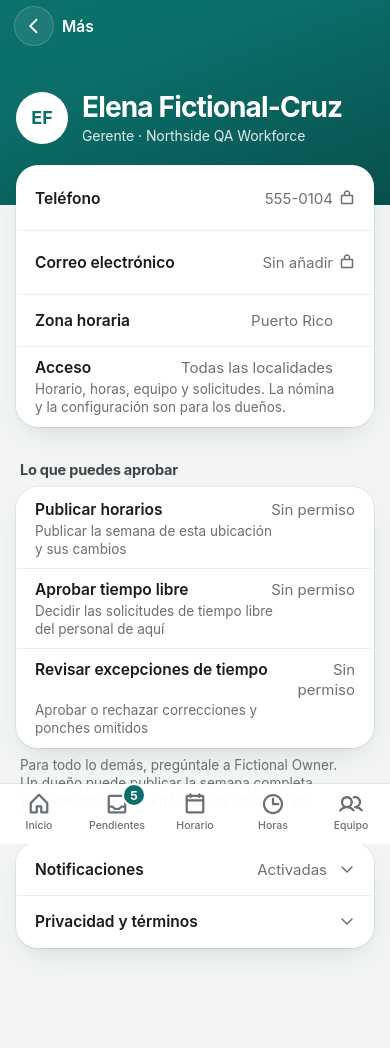 Más
EF
Elena Fictional-Cruz
Gerente · Northside QA Workforce
Teléfono 555-0104
Correo electrónico Sin añadir
Zona horaria Puerto Rico
Acceso Todas las localidades
Horario, horas, equipo y solicitudes. La nómina
y la configuración son para los dueños.
Lo que puedes aprobar
Publicar horarios Sin permiso
Publicar la semana de esta ubicación
y sus cambios
Aprobar tiempo libre Sin permiso
Decidir las solicitudes de tiempo libre
del personal de aquí
Revisar excepciones de tiempo Sin
permiso
Aprobar o rechazar correcciones y
ponches omitidos
Para todo lo demás, pregúntale a Fictional Owner.
Un dueño puede publicar la semana completa
5
Inicio Pendientes Horario Horas Equipo
Notificaciones Activadas
Privacidad y términos